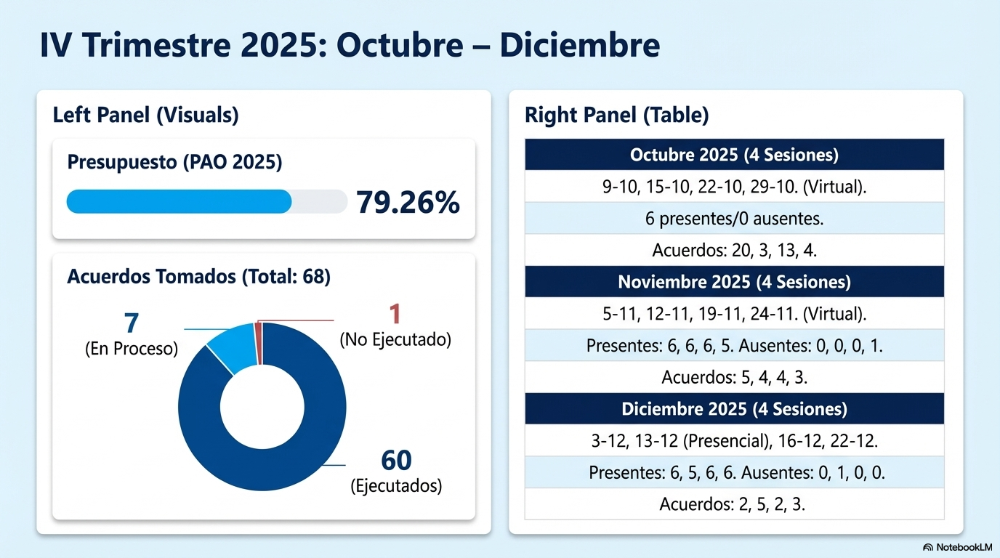 IV Trimestre 2025: Octubre – Diciembre
Left Panel (Visuals)
Presupuesto (PAO 2025)
79.26%
Acuerdos Tomados (Total: 68)
7
(En Proceso)
1
(No Ejecutado)
60
(Ejecutados)
Right Panel (Table)
Octubre 2025 (4 Sesiones)
9-10, 15-10, 22-10, 29-10. (Virtual).
6 presentes/0 ausentes.
Acuerdos: 20, 3, 13, 4.
Noviembre 2025 (4 Sesiones)
5-11, 12-11, 19-11, 24-11. (Virtual).
Presentes: 6, 6, 6, 5. Ausentes: 0, 0, 0, 1.
Acuerdos: 5, 4, 4, 3.
Diciembre 2025 (4 Sesiones)
3-12, 13-12 (Presencial), 16-12, 22-12.
Presentes: 6, 5, 6, 6. Ausentes: 0, 1, 0, 0.
Acuerdos: 2, 5, 2, 3.
NotebookLM